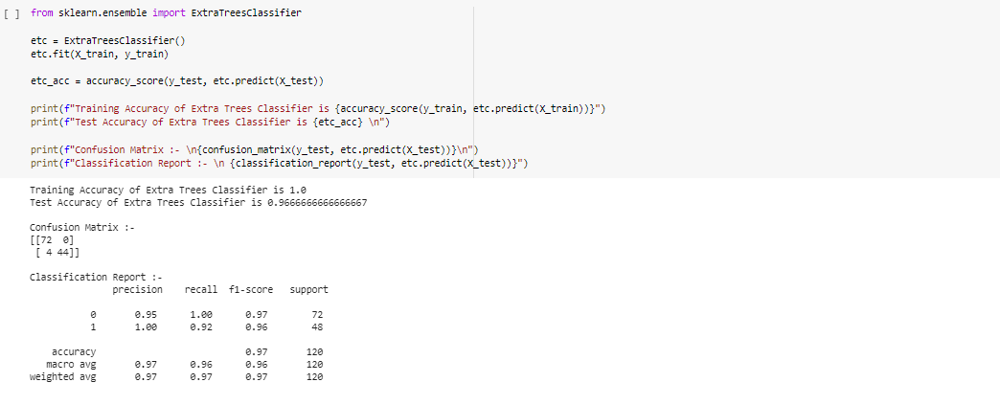 [ ] from sklearn.ensemble import ExtraTreesClassifier
etc = ExtraTreesClassifier()
etc.fit(X_train, y_train)
etc_acc = accuracy_score(y_test, etc.predict(X_test))
print(f"Training Accuracy of Extra Trees Classifier is {accuracy_score(y_train, etc.predict(X_train))}")
print(f"Test Accuracy of Extra Trees Classifier is {etc_acc} \n")
print(f"Confusion Matrix :- \n{confusion_matrix(y_test, etc.predict(X_test))}\n")
print(f"Classification Report :- \n {classification_report(y_test, etc.predict(X_test))}")
Training Accuracy of Extra Trees Classifier is 1.0
Test Accuracy of Extra Trees Classifier is 0.9666666666666667
Confusion Matrix :-
[[72  0]
 [ 4 44]]
Classification Report :-
precision    recall  f1-score   support
0       0.95      1.00      0.97        72
1       1.00      0.92      0.96        48
accuracy                           0.97       120
macro avg       0.97      0.96      0.96       120
weighted avg       0.97      0.97      0.97       120